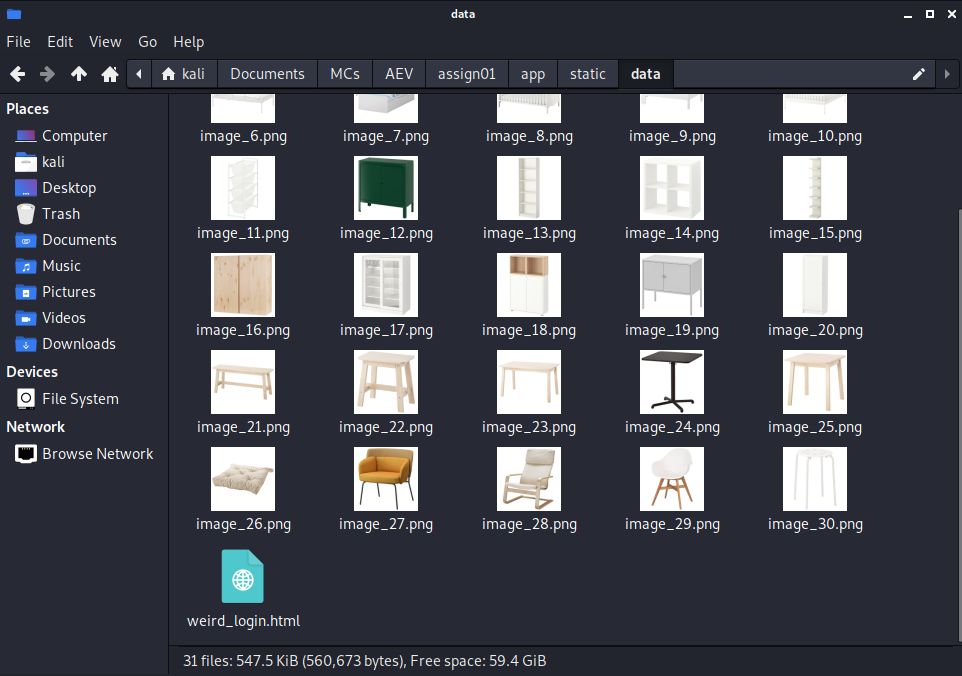 data
File Edit View Go Help
kali Documents MCs AEV assign01 app static data
Places
Computer
kali
Desktop
Trash
Documents
Music
Pictures
Videos
Downloads
Devices
File System
Network
Browse Network
image_6.png image_7.png image_8.png image_9.png image_10.png
image_11.png image_12.png image_13.png image_14.png image_15.png
image_16.png image_17.png image_18.png image_19.png image_20.png
image_21.png image_22.png image_23.png image_24.png image_25.png
image_26.png image_27.png image_28.png image_29.png image_30.png
weird_login.html
31 files: 547.5 KiB (560,673 bytes), Free space: 59.4 GiB